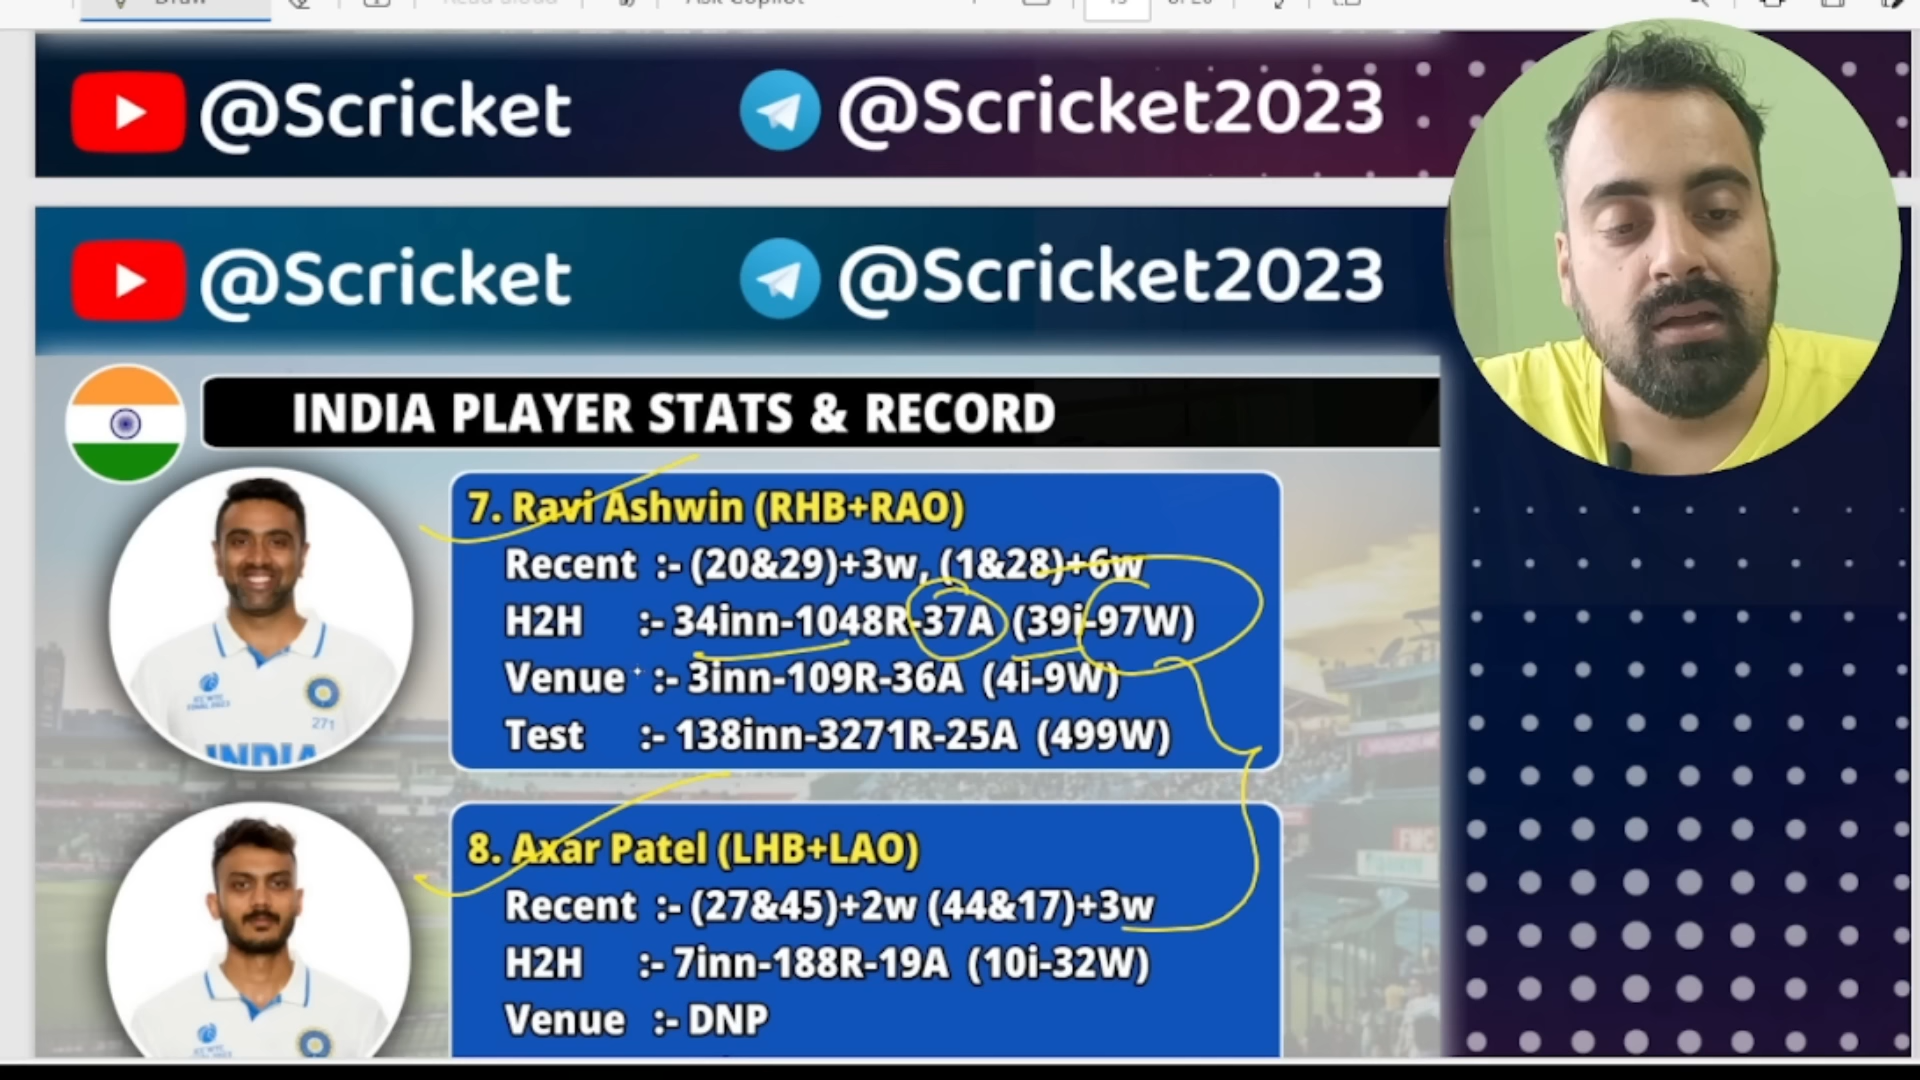 @Scricket @Scricket2023
@Scricket @Scricket2023
INDIA PLAYER STATS & RECORD
7. Ravi Ashwin (RHB+RAO)
Recent :- (20&29)+3w, (1&28)+6w
H2H :- 34inn-1048R-37A (39i-97W)
Venue :- 3inn-109R-36A (4i-9W)
Test :- 138inn-3271R-25A (499W)
271
INDIA
8. Axar Patel (LHB+LAO)
Recent :- (27&45)+2w (44&17)+3w
H2H :- 7inn-188R-19A (10i-32W)
Venue :- DNP